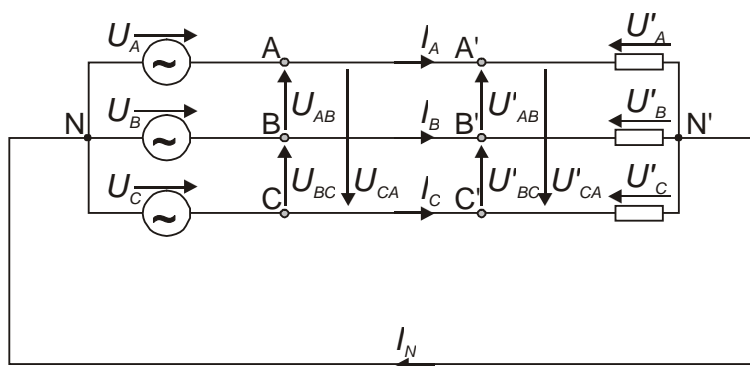 U_A A I_A A' U'_A
U_AB U'_AB
N U_B B I_B B' U'_B N'
U_BC U_CA U'_BC U'_CA
U_C C I_C C' U'_C
I_N